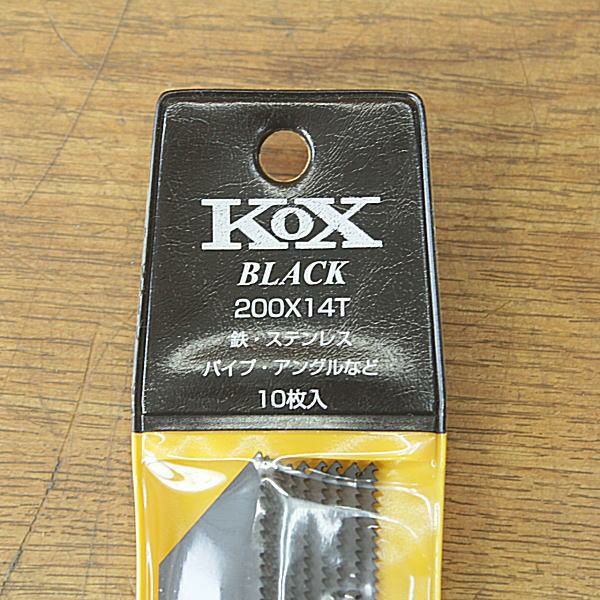 KOX
BLACK
200X14T
鉄・ステンレス
パイプ・アングルなど
10枚入